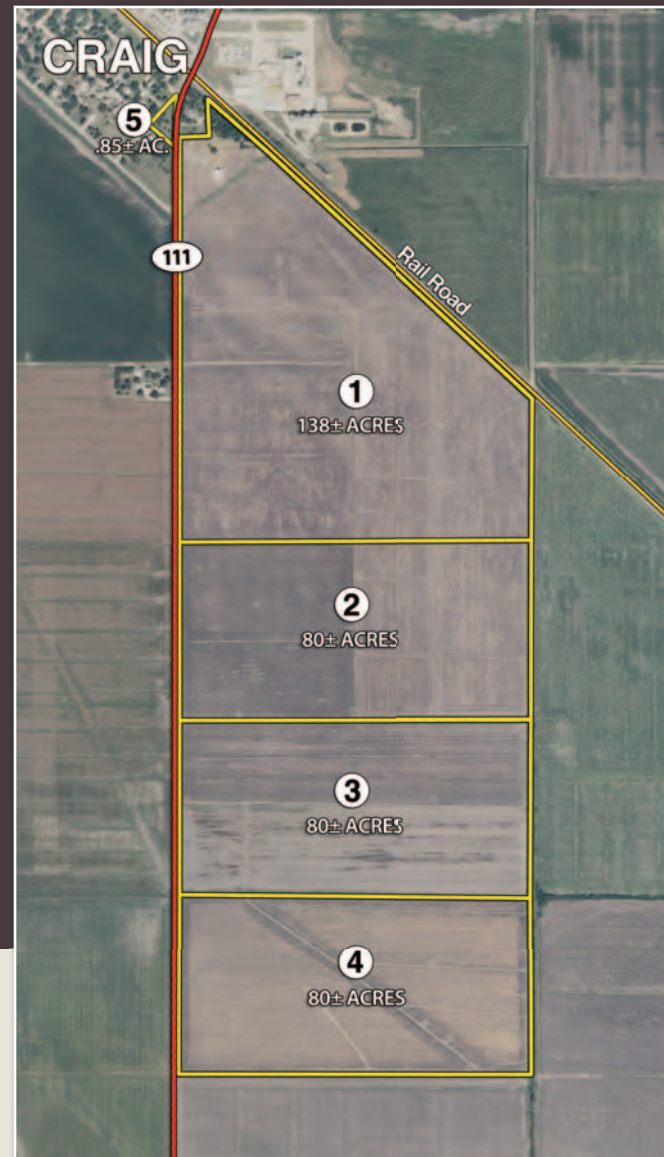 CRAIG
5
.85± AC.
111
Rail Road
1
138± ACRES
2
80± ACRES
3
80± ACRES
4
80± ACRES